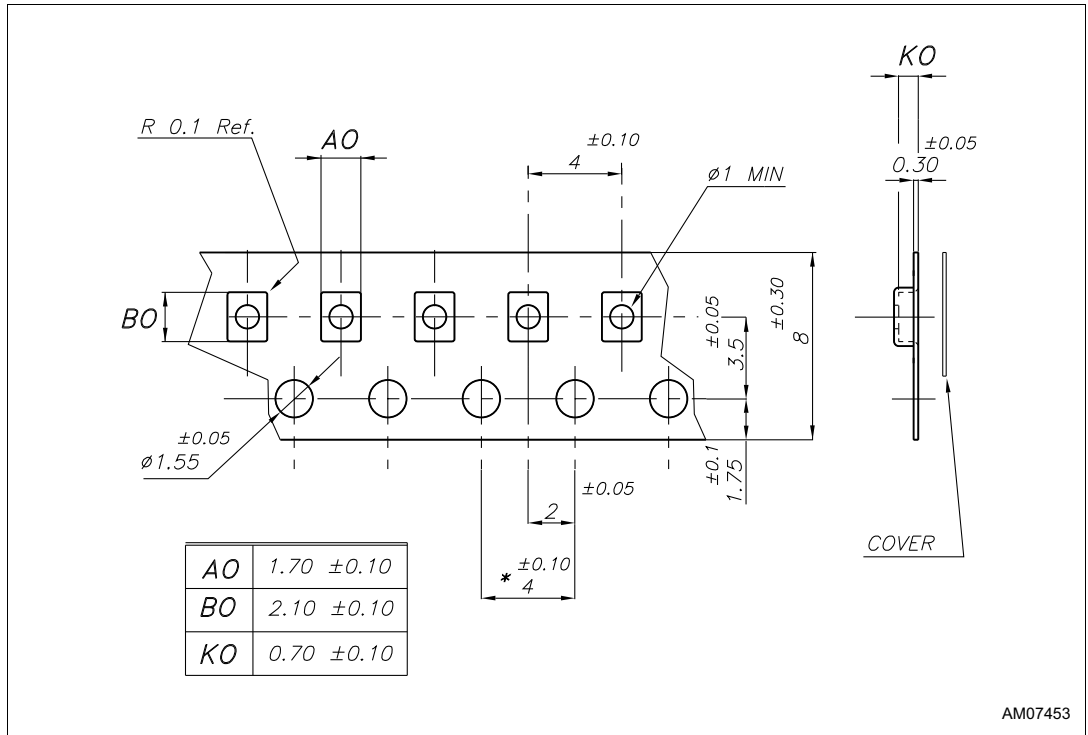 KO
R 0.1 Ref.
AO
±0.10
4
ø1 MIN
±0.05
0.30
BO
±0.05
3.5
±0.30
8
±0.05
ø1.55
±0.1
1.75
±0.05
2
±0.10
* 4
COVER
AO 1.70 ±0.10
BO 2.10 ±0.10
KO 0.70 ±0.10
AM07453